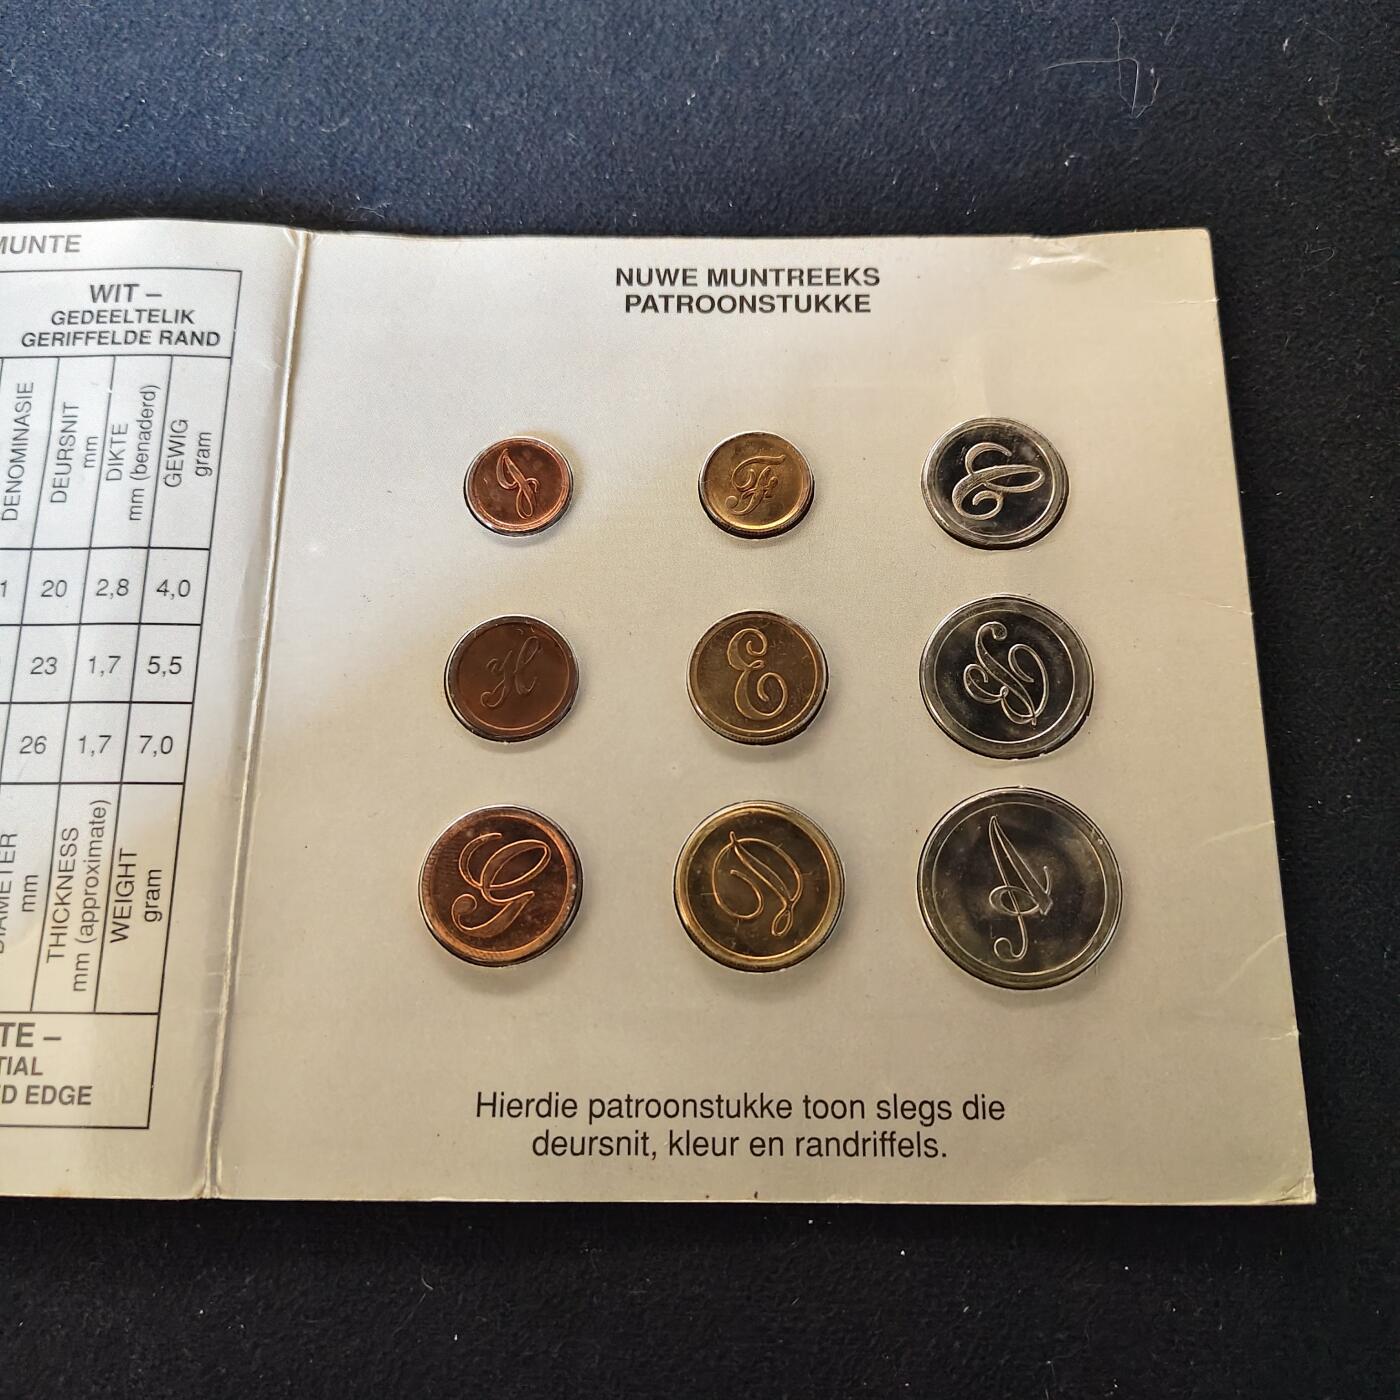 MUNTE
WIT –
GEDEELTELIK
GERIFFELDE RAND
DENOMINASIE
DEURSNIT
mm
DIKTE
mm (benaderd)
GEWIG
gram
1 20 2,8 4,0
23 1,7 5,5
26 1,7 7,0
DIAMETER
mm
THICKNESS
mm (approximate)
WEIGHT
gram
TE –
TIAL
D EDGE
NUWE MUNTREEKS
PATROONSTUKKE
J F C
H E B
G D A
Hierdie patroonstukke toon slegs die
deursnit, kleur en randriffels.